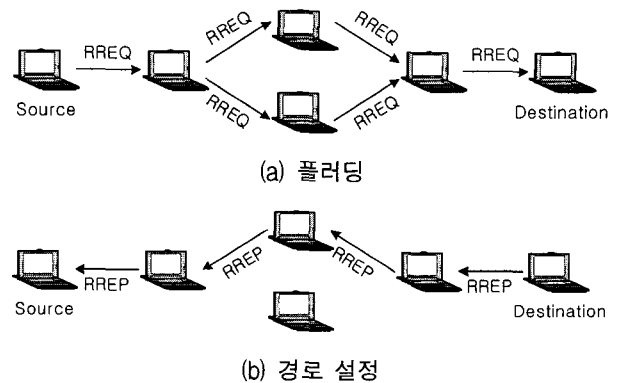 RREQ RREQ RREQ RREQ
Source RREQ RREQ Destination
(a) 플러딩
RREP RREP RREP RREP
Source Destination
(b) 경로 설정